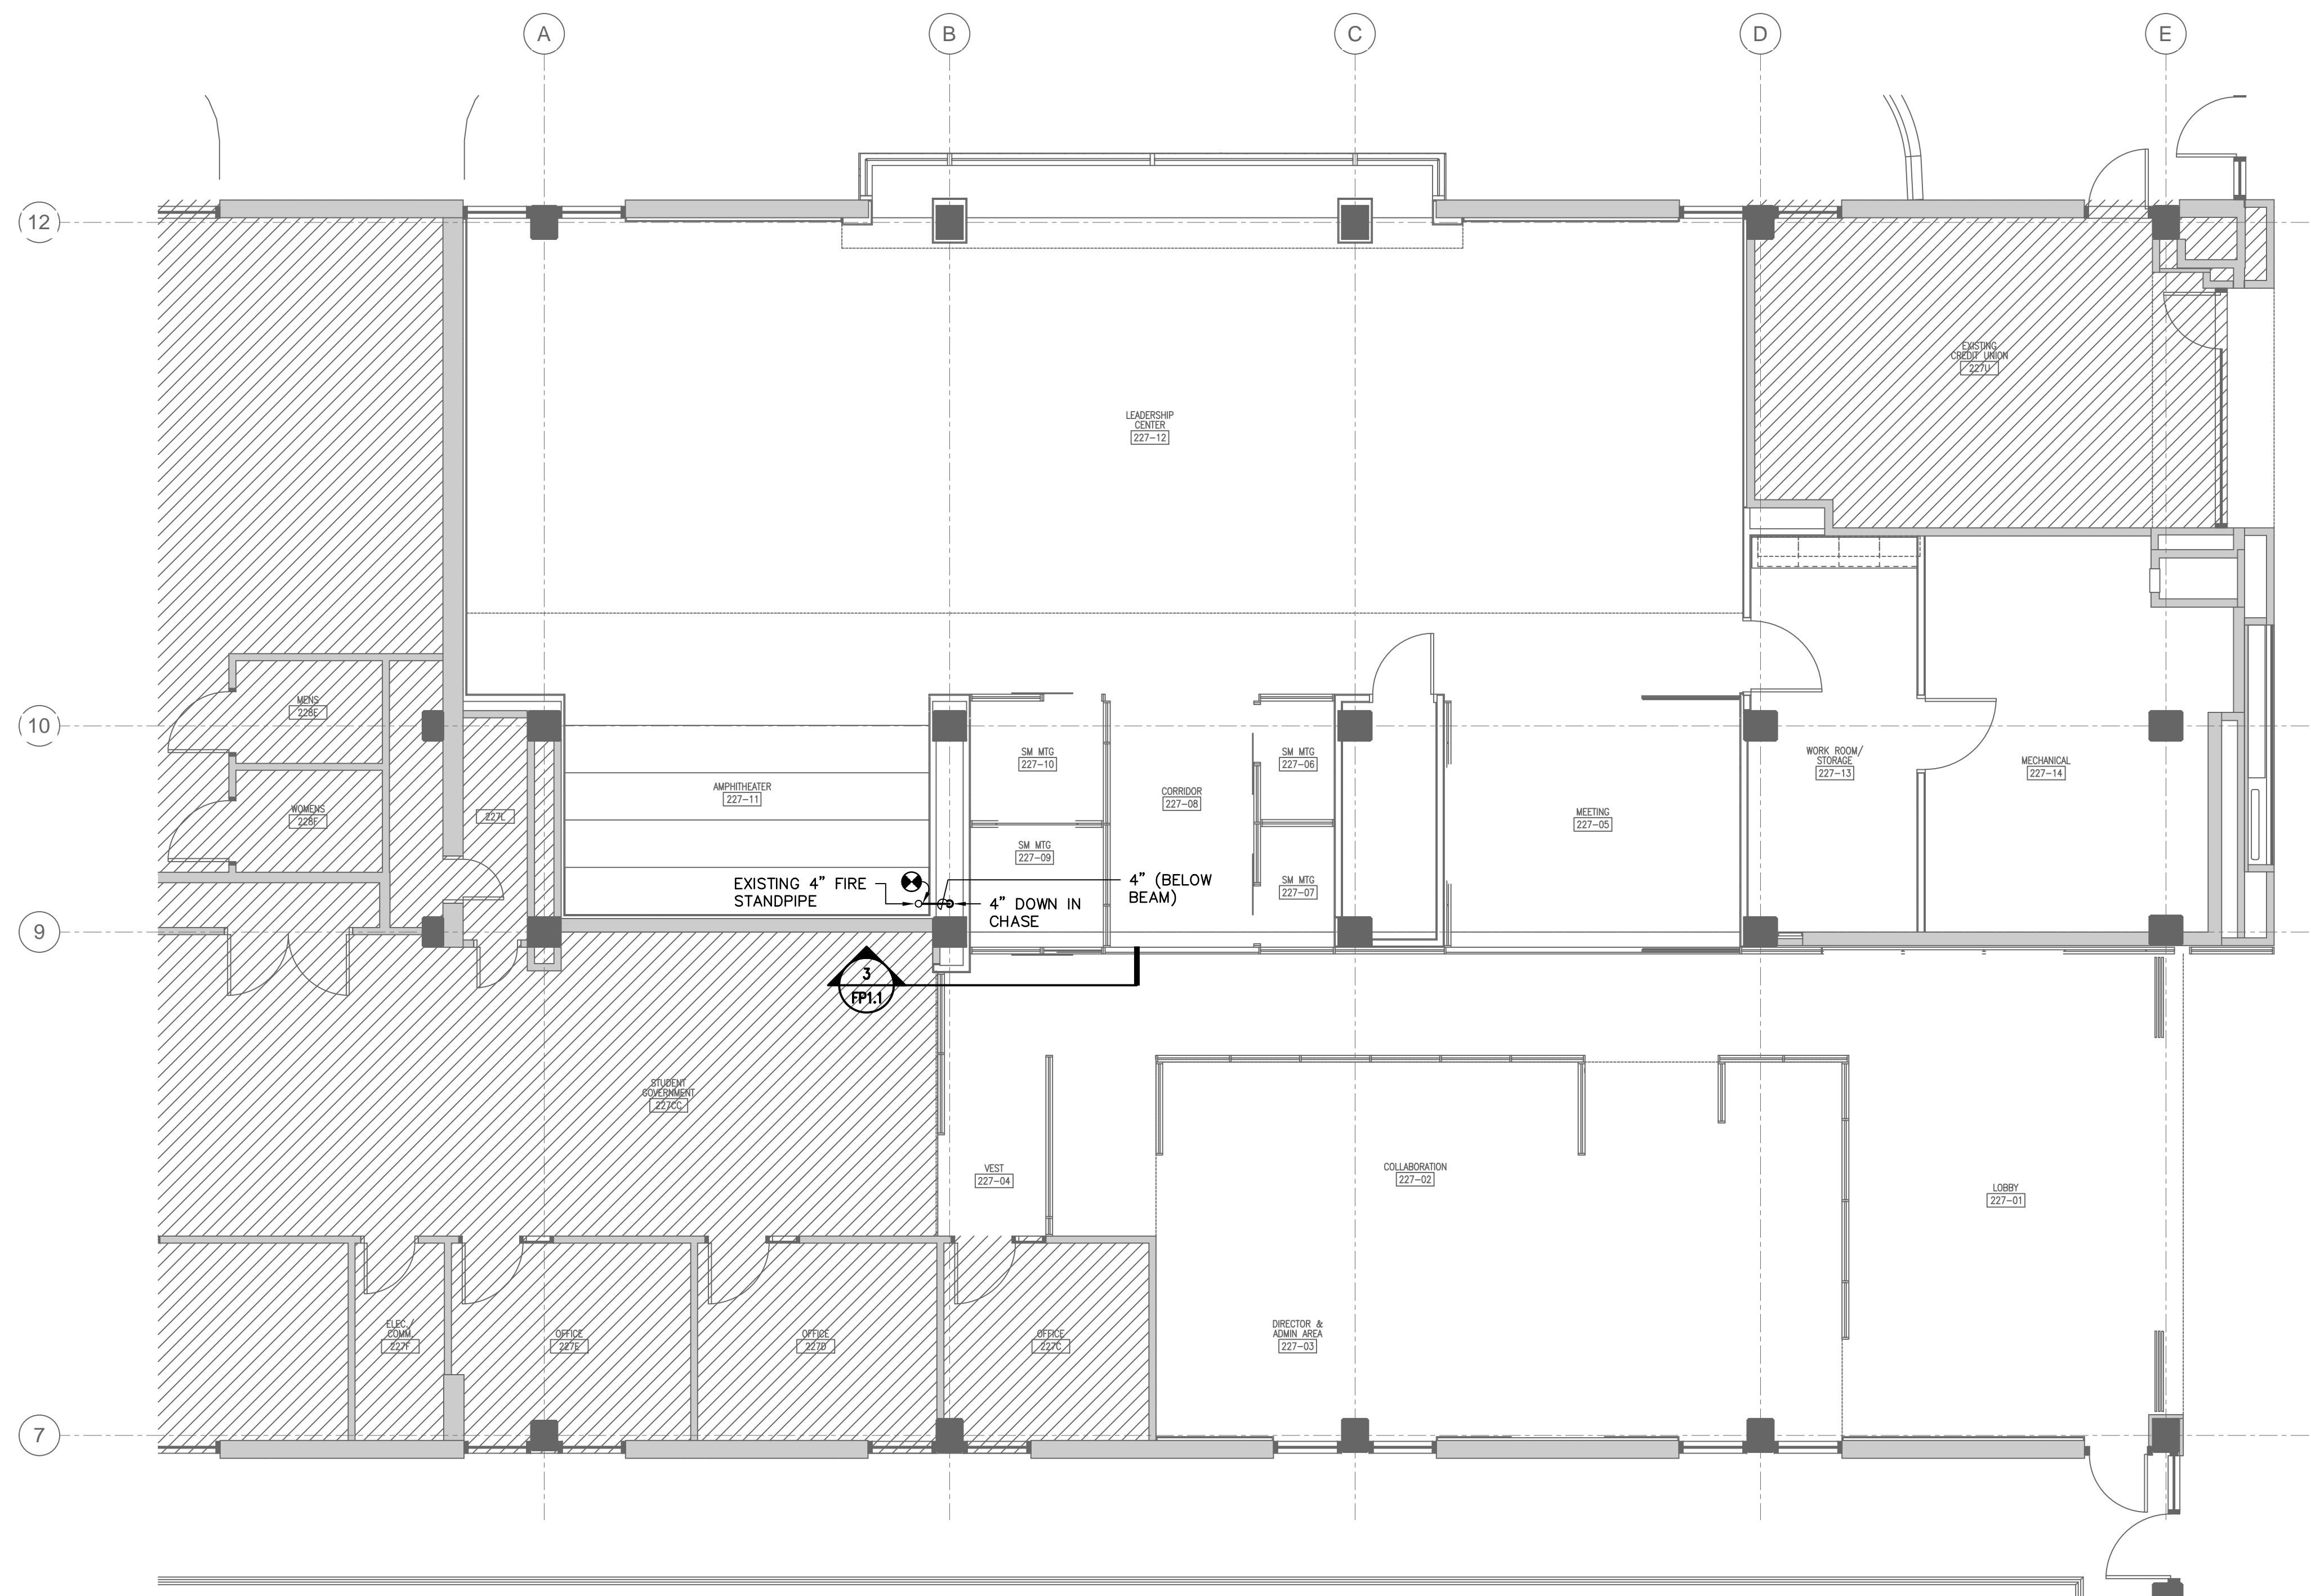 A
B
C
D
E
12
EXISTING
CREDIT UNION
227U
LEADERSHIP
CENTER
227-12
10
MENS
228E
WOMENS
228F
227L
AMPHITHEATER
227-11
SM MTG
227-10
SM MTG
227-09
CORRIDOR
227-08
SM MTG
227-06
SM MTG
227-07
MEETING
227-05
WORK ROOM/
STORAGE
227-13
MECHANICAL
227-14
EXISTING 4" FIRE
STANDPIPE
4" (BELOW
BEAM)
4" DOWN IN
CHASE
9
3
FP1.1
STUDENT
GOVERNMENT
227CC
VEST
227-04
COLLABORATION
227-02
LOBBY
227-01
ELEC./
COMM.
227F
OFFICE
227E
OFFICE
227D
OFFICE
227C
DIRECTOR &
ADMIN AREA
227-03
7